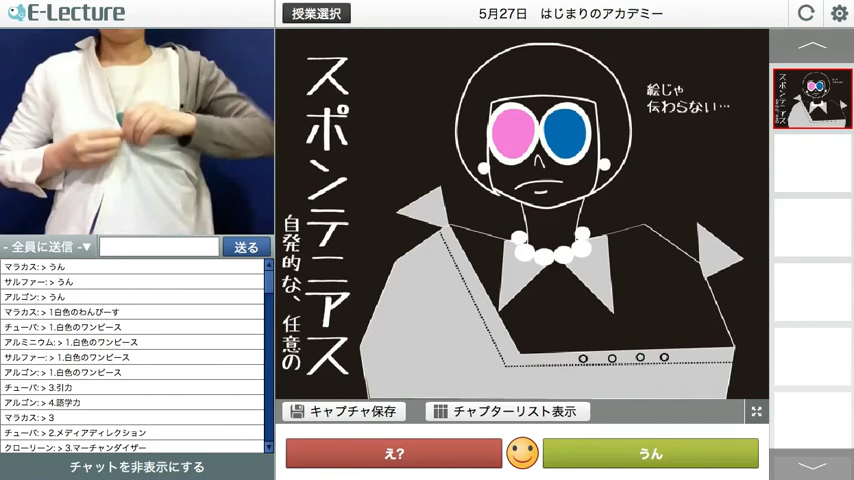 E-Lecture
授業選択
5月27日 はじまりのアカデミー
スポンテニアス
自発的な、任意の
絵じゃ
伝わらない…
- 全員に送信 -▼
送る
マラカス: > うん
サルファー: > うん
アルゴン: > うん
マラカス: > 1白色のわんぴーす
チューバ: > 1.白色のワンピース
アルミニウム: > 1.白色のワンピース
サルファー: > 1.白色のワンピース
アルゴン: > 1.白色のワンピース
チューバ: > 3.引力
アルゴン: > 4.語学力
マラカス: > 3
チューバ: > 2.メディアディレクション
クローリーン: > 3.マーチャンダイザー
チャットを非表示にする
キャプチャ保存
チャプターリスト表示
え?
うん